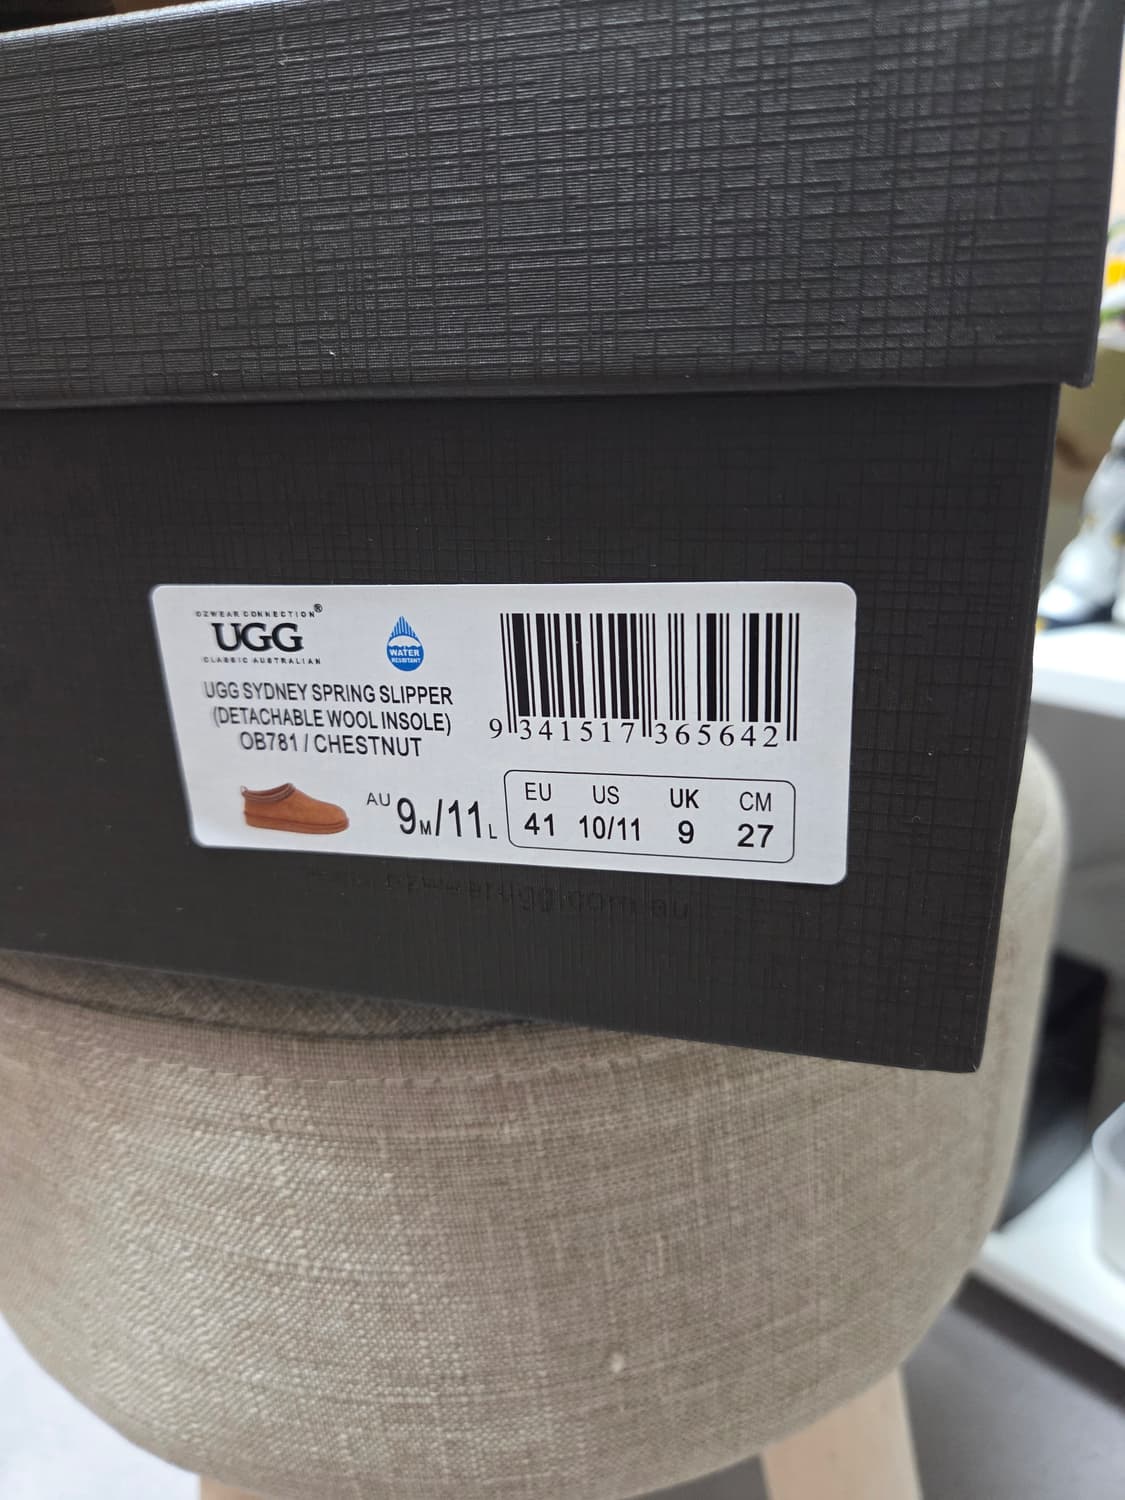 OZWEAR CONNECTION®
UGG
CLASSIC AUSTRALIAN
WATER
RESISTANT
UGG SYDNEY SPRING SLIPPER
(DETACHABLE WOOL INSOLE)
OB781 / CHESTNUT
9 341517 365642
AU 9M/11L
EU US UK CM
41 10/11 9 27